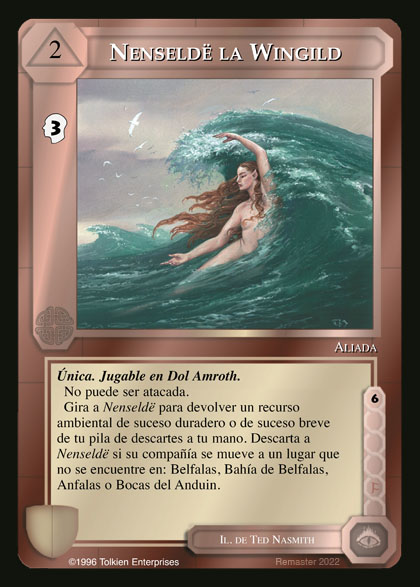 2
NENSELDË LA WINGILD
3
ALIADA
Única. Jugable en Dol Amroth.
No puede ser atacada.
Gira a Nenseldë para devolver un recurso
ambiental de suceso duradero o de suceso breve
de tu pila de descartes a tu mano. Descarta a
Nenseldë si su compañía se mueve a un lugar que
no se encuentre en: Belfalas, Bahía de Belfalas,
Anfalas o Bocas del Anduin.
6
IL. DE TED NASMITH
©1996 Tolkien Enterprises
Remaster 2022